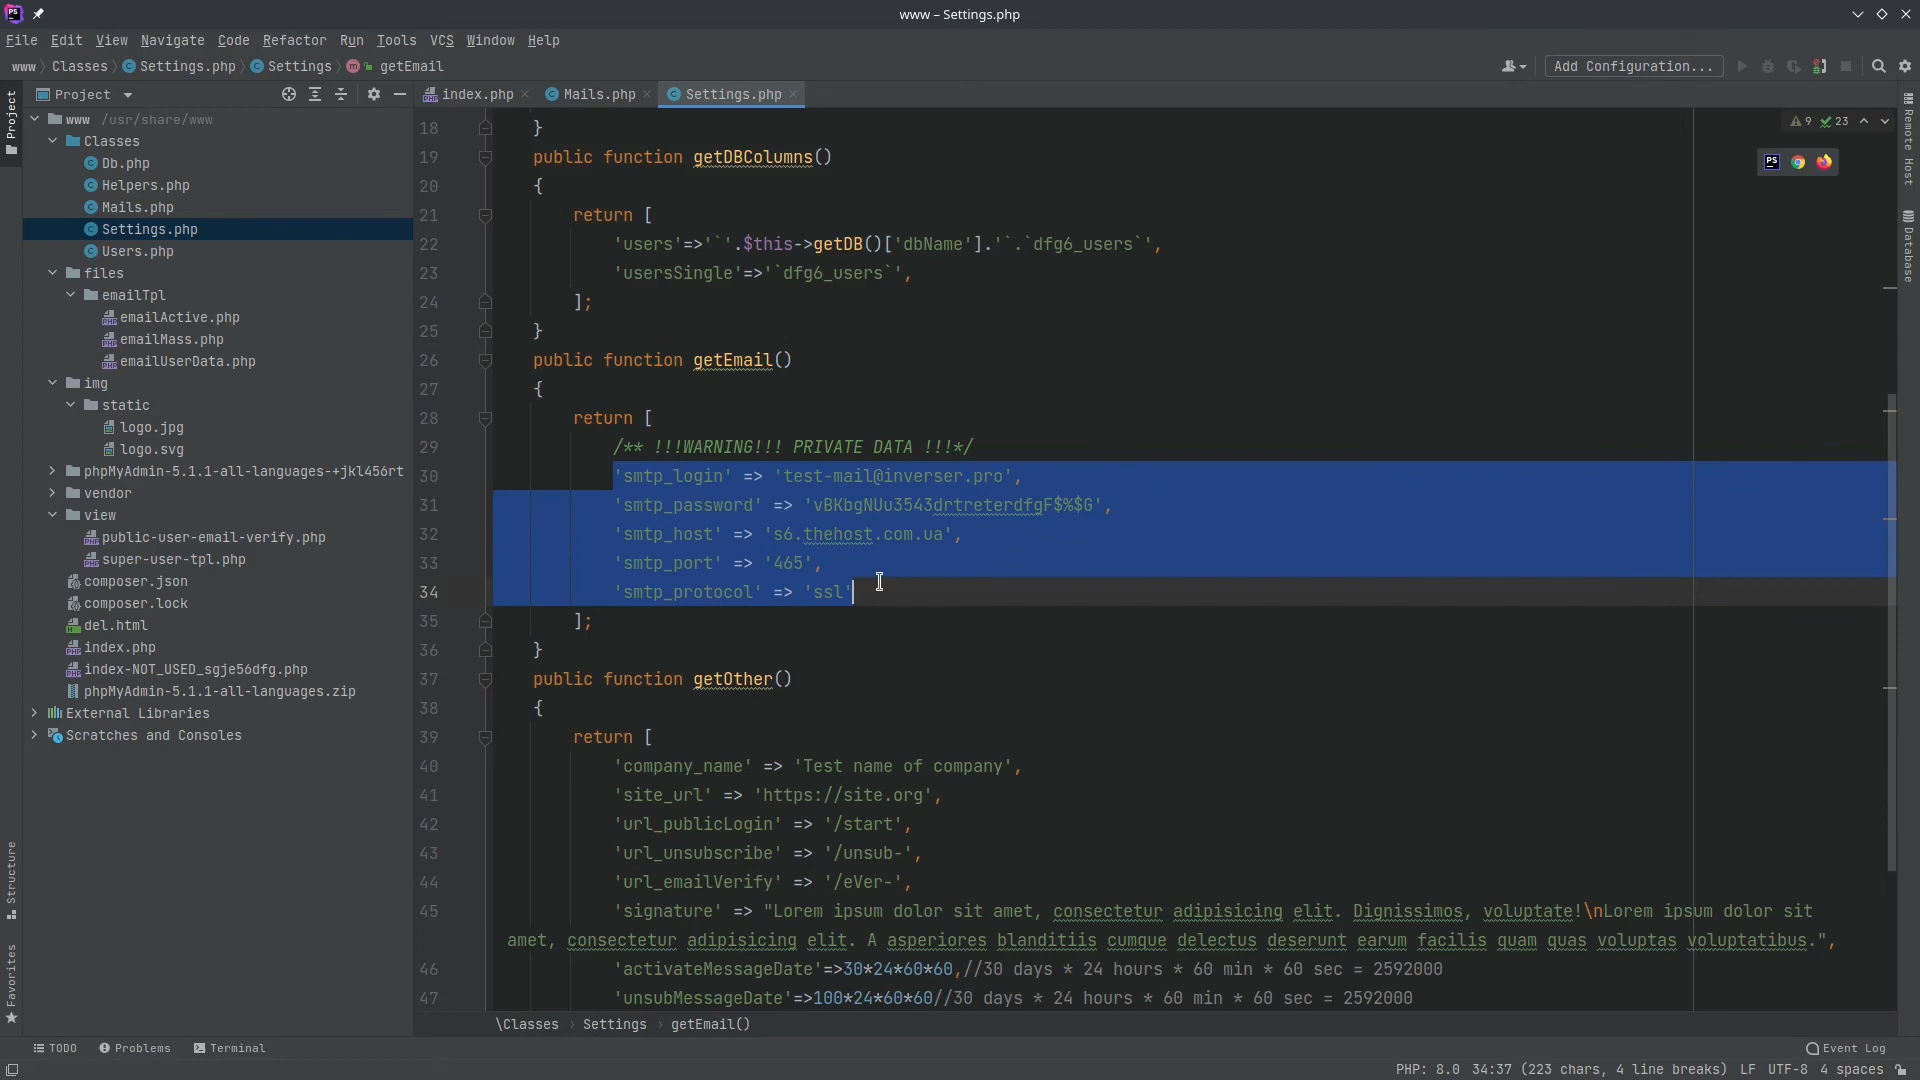 PS
www – Settings.php
File Edit View Navigate Code Refactor Run Tools VCS Window Help
www Classes Settings.php Settings m getEmail
Add Configuration...
Project
index.php Mails.php Settings.php
Project
www /usr/share/www
Classes
Db.php
Helpers.php
Mails.php
Settings.php
Users.php
files
emailTpl
emailActive.php
emailMass.php
emailUserData.php
img
static
logo.jpg
logo.svg
phpMyAdmin-5.1.1-all-languages-+jkl456rt
vendor
view
public-user-email-verify.php
super-user-tpl.php
composer.json
composer.lock
del.html
index.php
index-NOT_USED_sgje56dfg.php
phpMyAdmin-5.1.1-all-languages.zip
External Libraries
Scratches and Consoles
Structure
Favorites
9 23
PS
18 }
19 public function getDBColumns()
20 {
21 return [
22 'users'=>'`'.$this->getDB()['dbName'].'`.`dfg6_users`',
23 'usersSingle'=>'`dfg6_users`',
24 ];
25 }
26 public function getEmail()
27 {
28 return [
29 /** !!!WARNING!!! PRIVATE DATA !!!*/
30 'smtp_login' => 'test-mail@inverser.pro',
31 'smtp_password' => 'vBKbgNUu3543drtreterdfgF$%$G',
32 'smtp_host' => 's6.thehost.com.ua',
33 'smtp_port' => '465',
34 'smtp_protocol' => 'ssl'
35 ];
36 }
37 public function getOther()
38 {
39 return [
40 'company_name' => 'Test name of company',
41 'site_url' => 'https://site.org',
42 'url_publicLogin' => '/start',
43 'url_unsubscribe' => '/unsub-',
44 'url_emailVerify' => '/eVer-',
45 'signature' => "Lorem ipsum dolor sit amet, consectetur adipisicing elit. Dignissimos, voluptate!\nLorem ipsum dolor sit
amet, consectetur adipisicing elit. A asperiores blanditiis cumque delectus deserunt earum facilis quam quas voluptas voluptatibus.",
46 'activateMessageDate'=>30*24*60*60,//30 days * 24 hours * 60 min * 60 sec = 2592000
47 'unsubMessageDate'=>100*24*60*60//30 days * 24 hours * 60 min * 60 sec = 2592000
Remote Host
Database
\Classes Settings getEmail()
TODO Problems Terminal
Event Log
PHP: 8.0 34:37 (223 chars, 4 line breaks) LF UTF-8 4 spaces